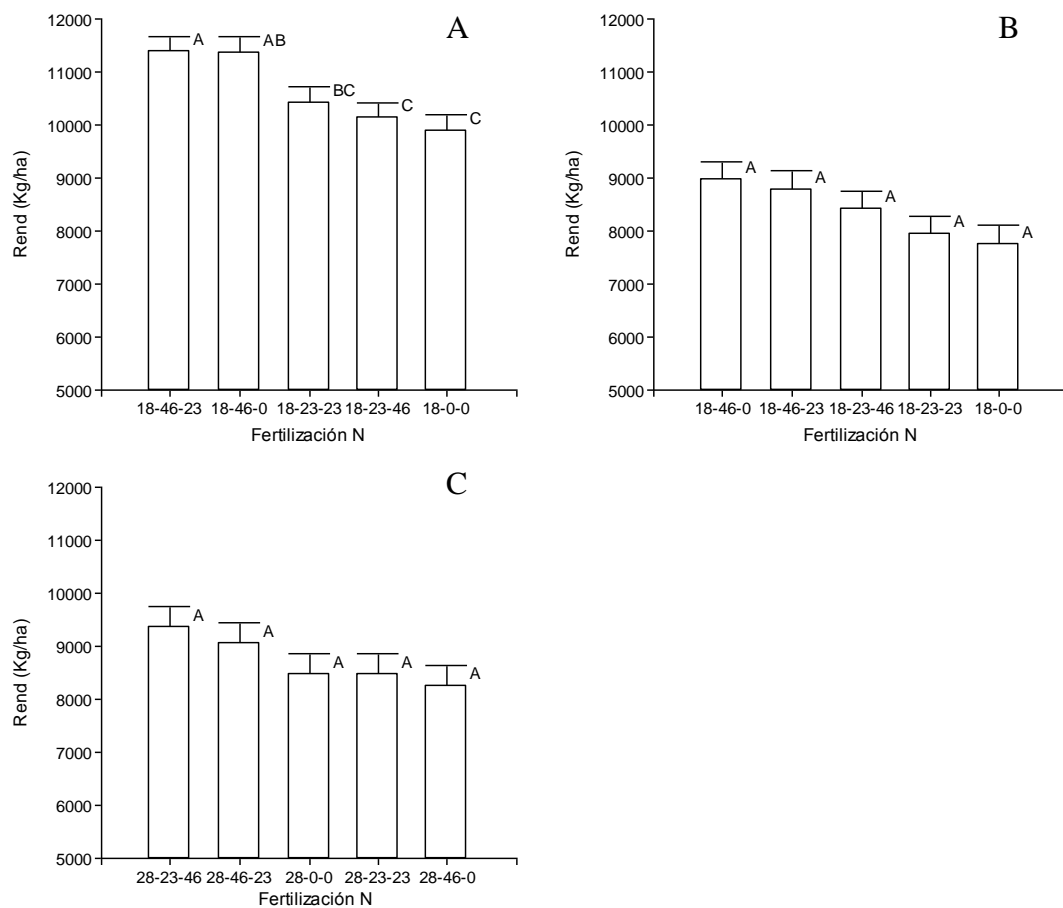 A
12000
11000
10000
9000
8000
7000
6000
5000
Rend (Kg/ha)
A
AB
BC
C
C
18-46-23 18-46-0 18-23-23 18-23-46 18-0-0
Fertilización N
B
12000
11000
10000
9000
8000
7000
6000
5000
Rend (Kg/ha)
A
A
A
A
A
18-46-0 18-46-23 18-23-46 18-23-23 18-0-0
Fertilización N
C
12000
11000
10000
9000
8000
7000
6000
5000
Rend (Kg/ha)
A
A
A
A
A
28-23-46 28-46-23 28-0-0 28-23-23 28-46-0
Fertilización N